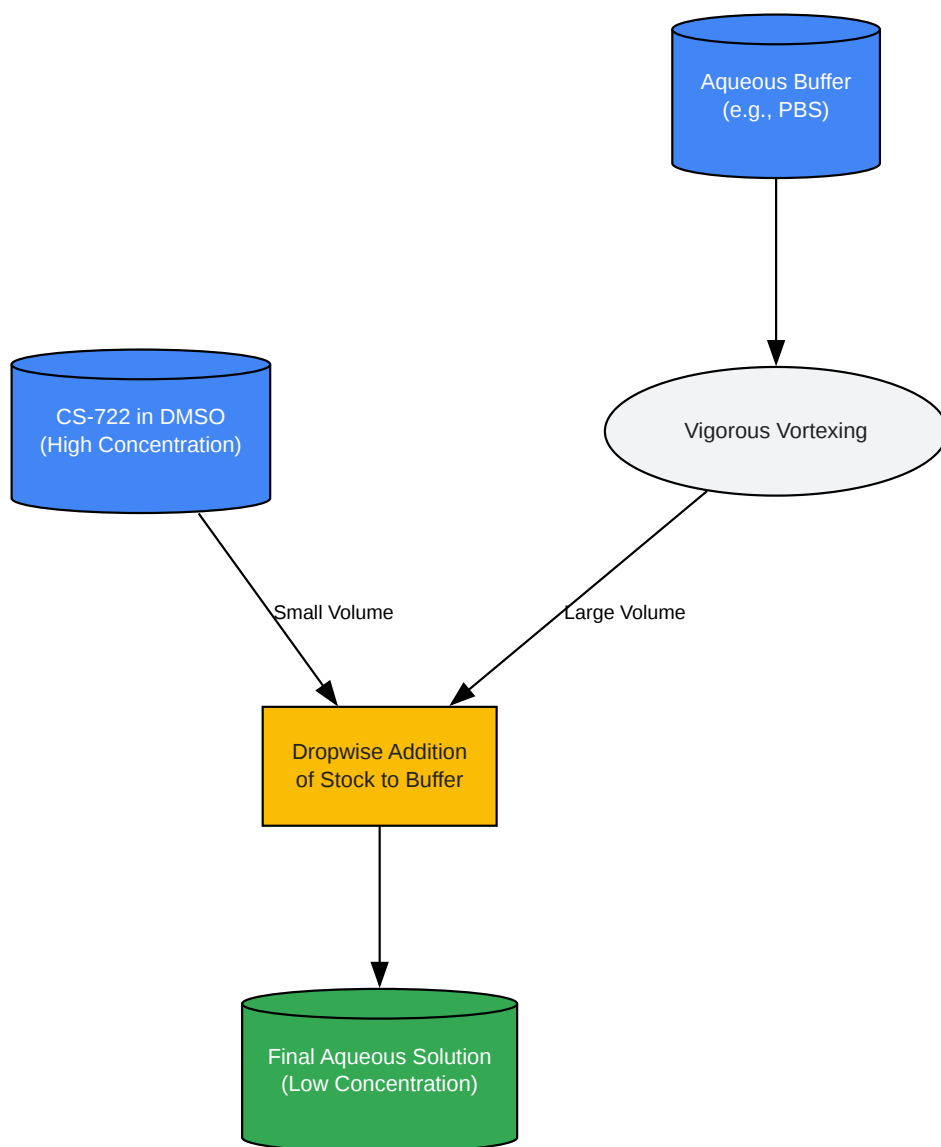 Aqueous Buffer
(e.g., PBS)
CS-722 in DMSO
(High Concentration)
Vigorous Vortexing
Small Volume
Large Volume
Dropwise Addition
of Stock to Buffer
Final Aqueous Solution
(Low Concentration)